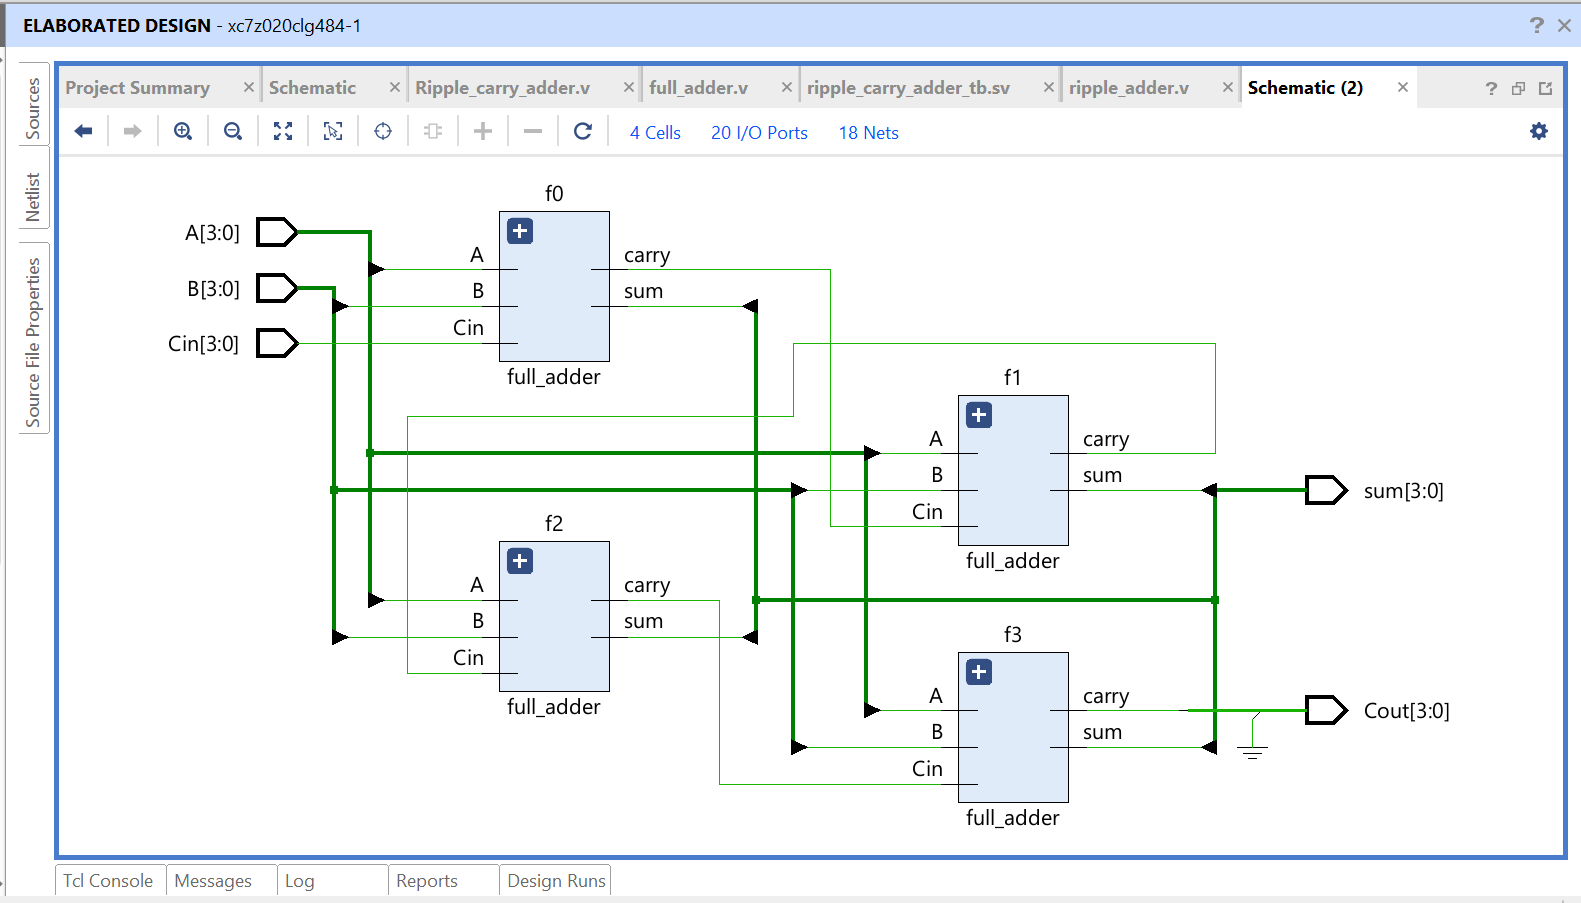 ELABORATED DESIGN - xc7z020clg484-1
Sources
Netlist
Source File Properties
Project Summary
Schematic
Ripple_carry_adder.v
full_adder.v
ripple_carry_adder_tb.sv
ripple_adder.v
Schematic (2)
4 Cells
20 I/O Ports
18 Nets
A[3:0]
B[3:0]
Cin[3:0]
f0
A
B
Cin
carry
sum
full_adder
f1
A
B
Cin
carry
sum
full_adder
f2
A
B
Cin
carry
sum
full_adder
f3
A
B
Cin
carry
sum
full_adder
sum[3:0]
Cout[3:0]
Tcl Console
Messages
Log
Reports
Design Runs